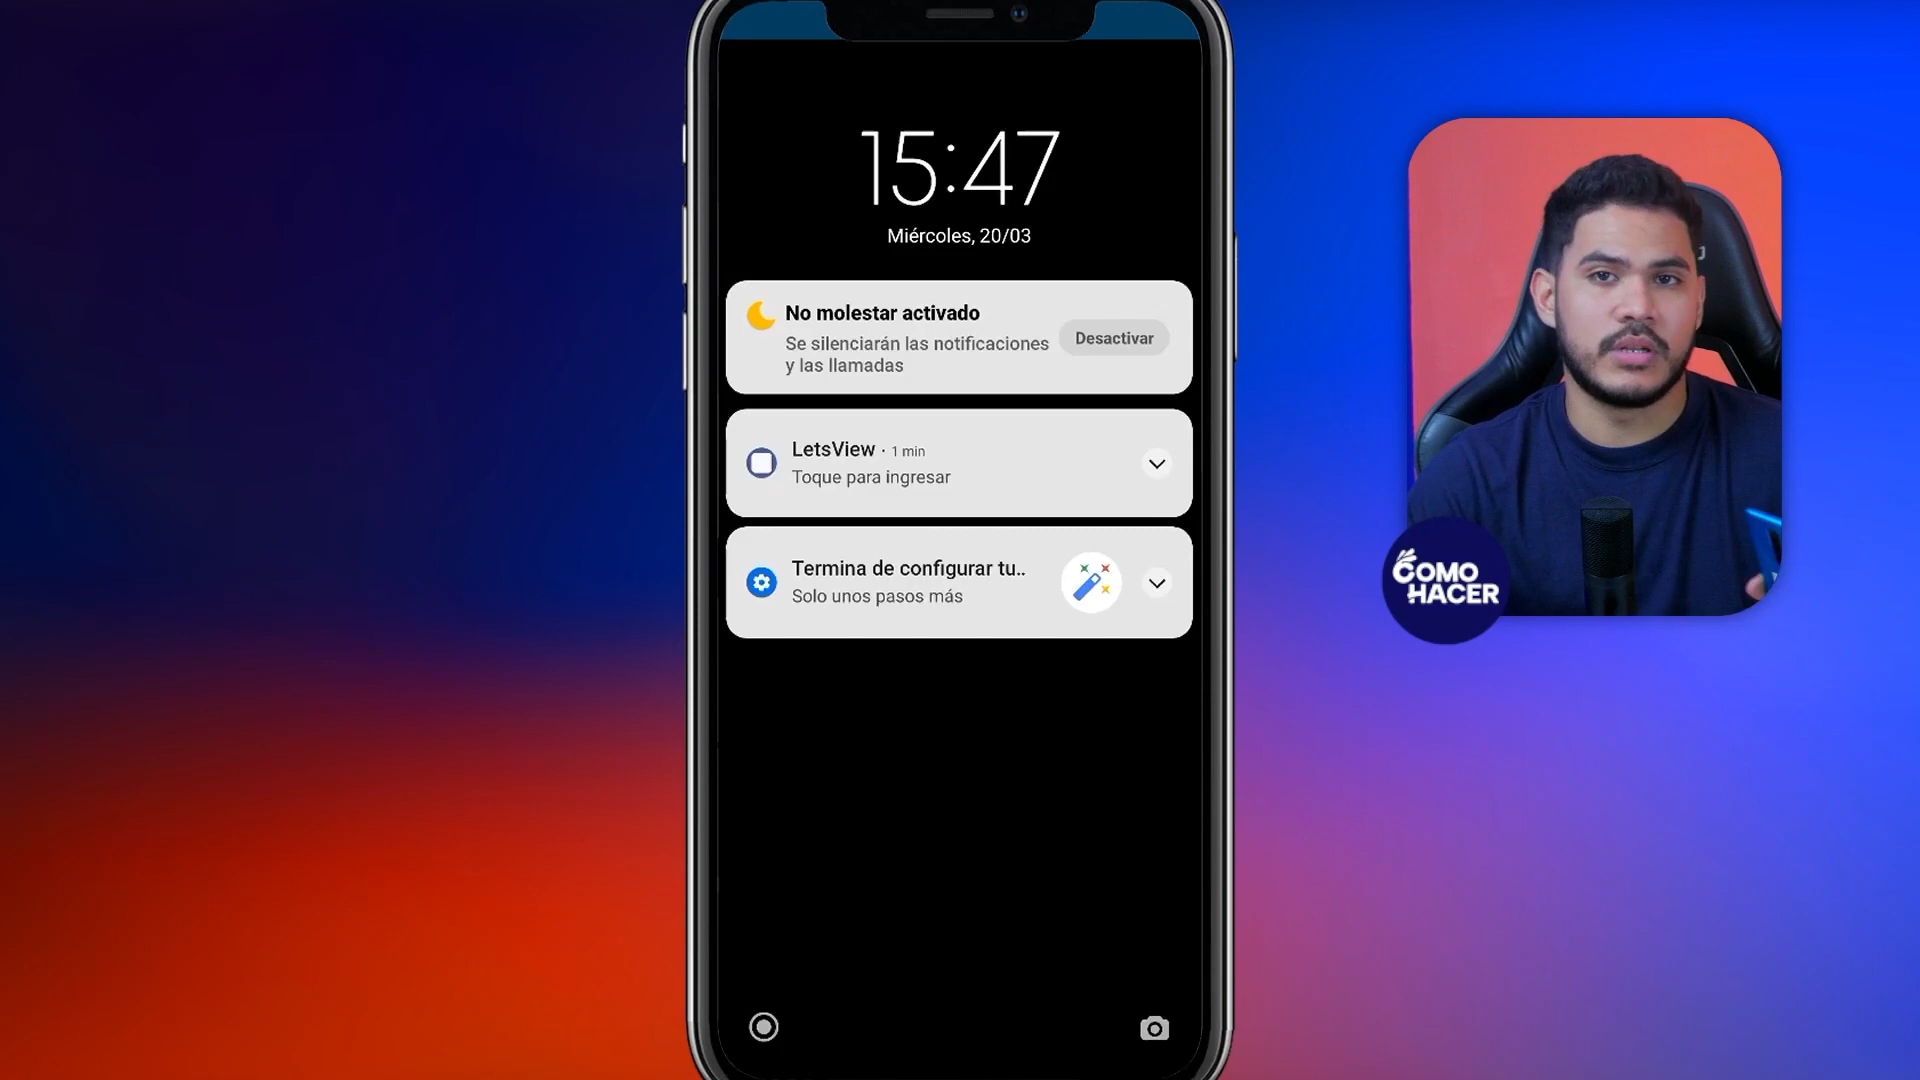 15:47
Miércoles, 20/03
No molestar activado
Se silenciarán las notificaciones
y las llamadas
Desactivar
LetsView · 1 min
Toque para ingresar
Termina de configurar tu..
Solo unos pasos más
COMO
HACER